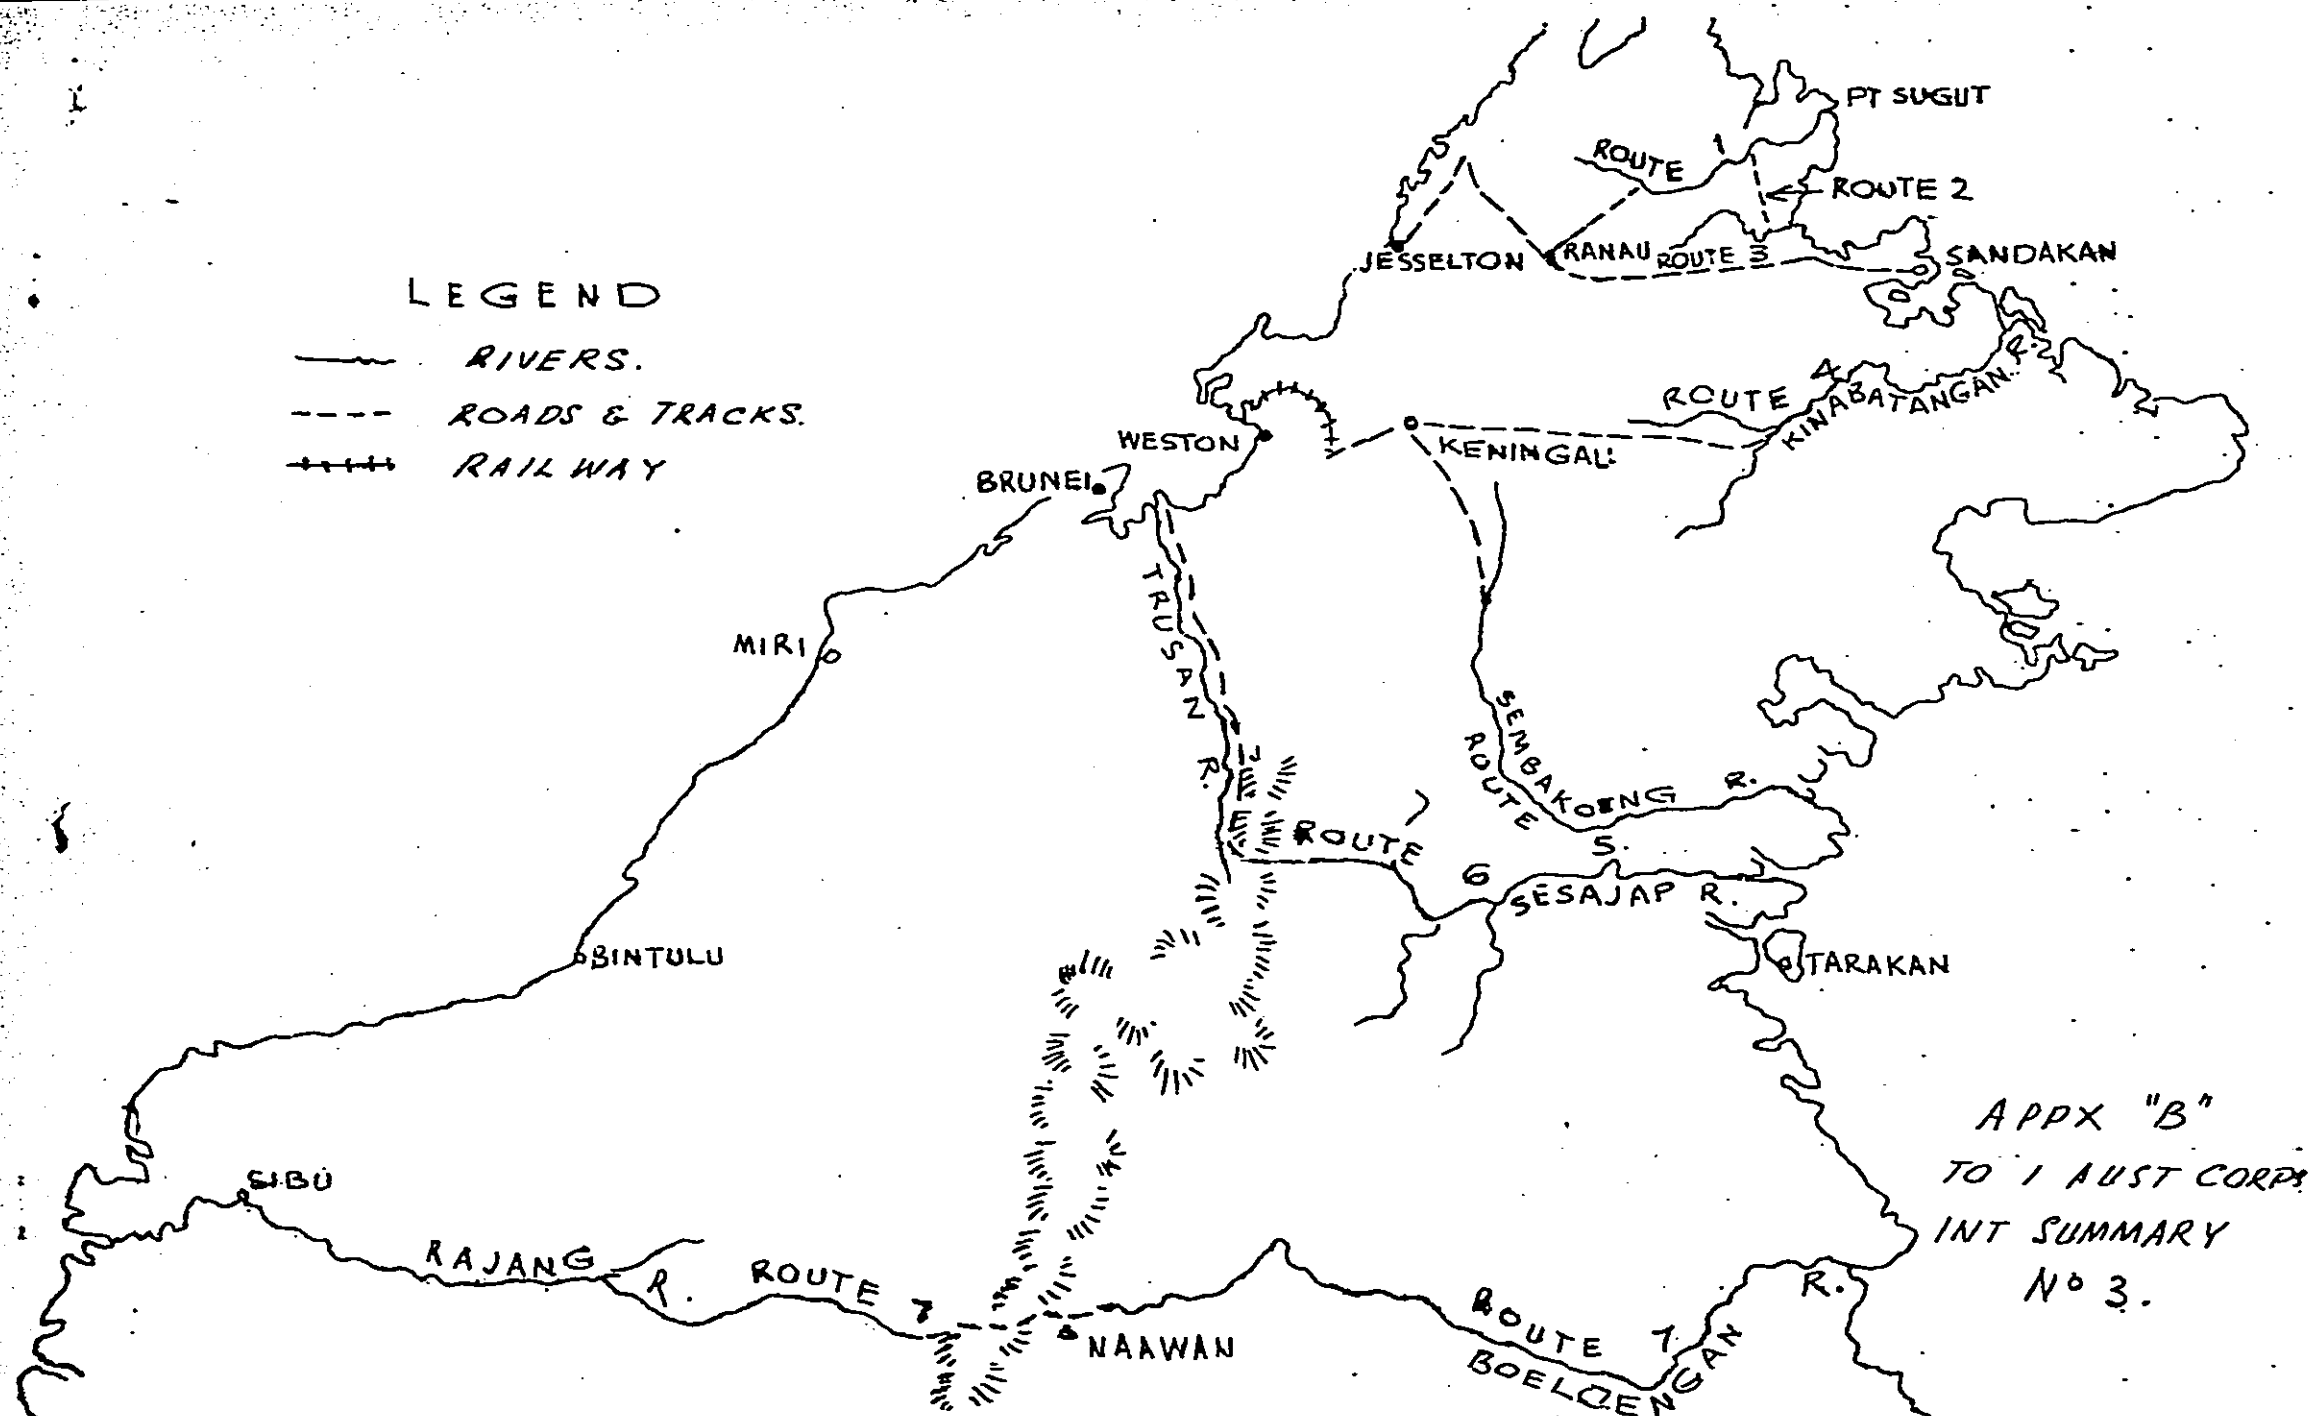 PT SUGUT
ROUTE 1
ROUTE 2
JESSELTON
RANAU
ROUTE 3
SANDAKAN
LEGEND
RIVERS.
ROADS & TRACKS.
RAILWAY
ROUTE 4
KINABATANGAN R.
WESTON
KENINGAU
BRUNEI
TRUSAN R.
MIRI
SEMBAKOENG R.
ROUTE 5.
ROUTE 6
SESAJAP R.
BINTULU
TARAKAN
APPX "B"
TO 1 AUST CORPS
INT SUMMARY
No 3.
SIBU
RAJANG R.
ROUTE 7
NAAWAN
ROUTE 7
BOELOENGAN R.